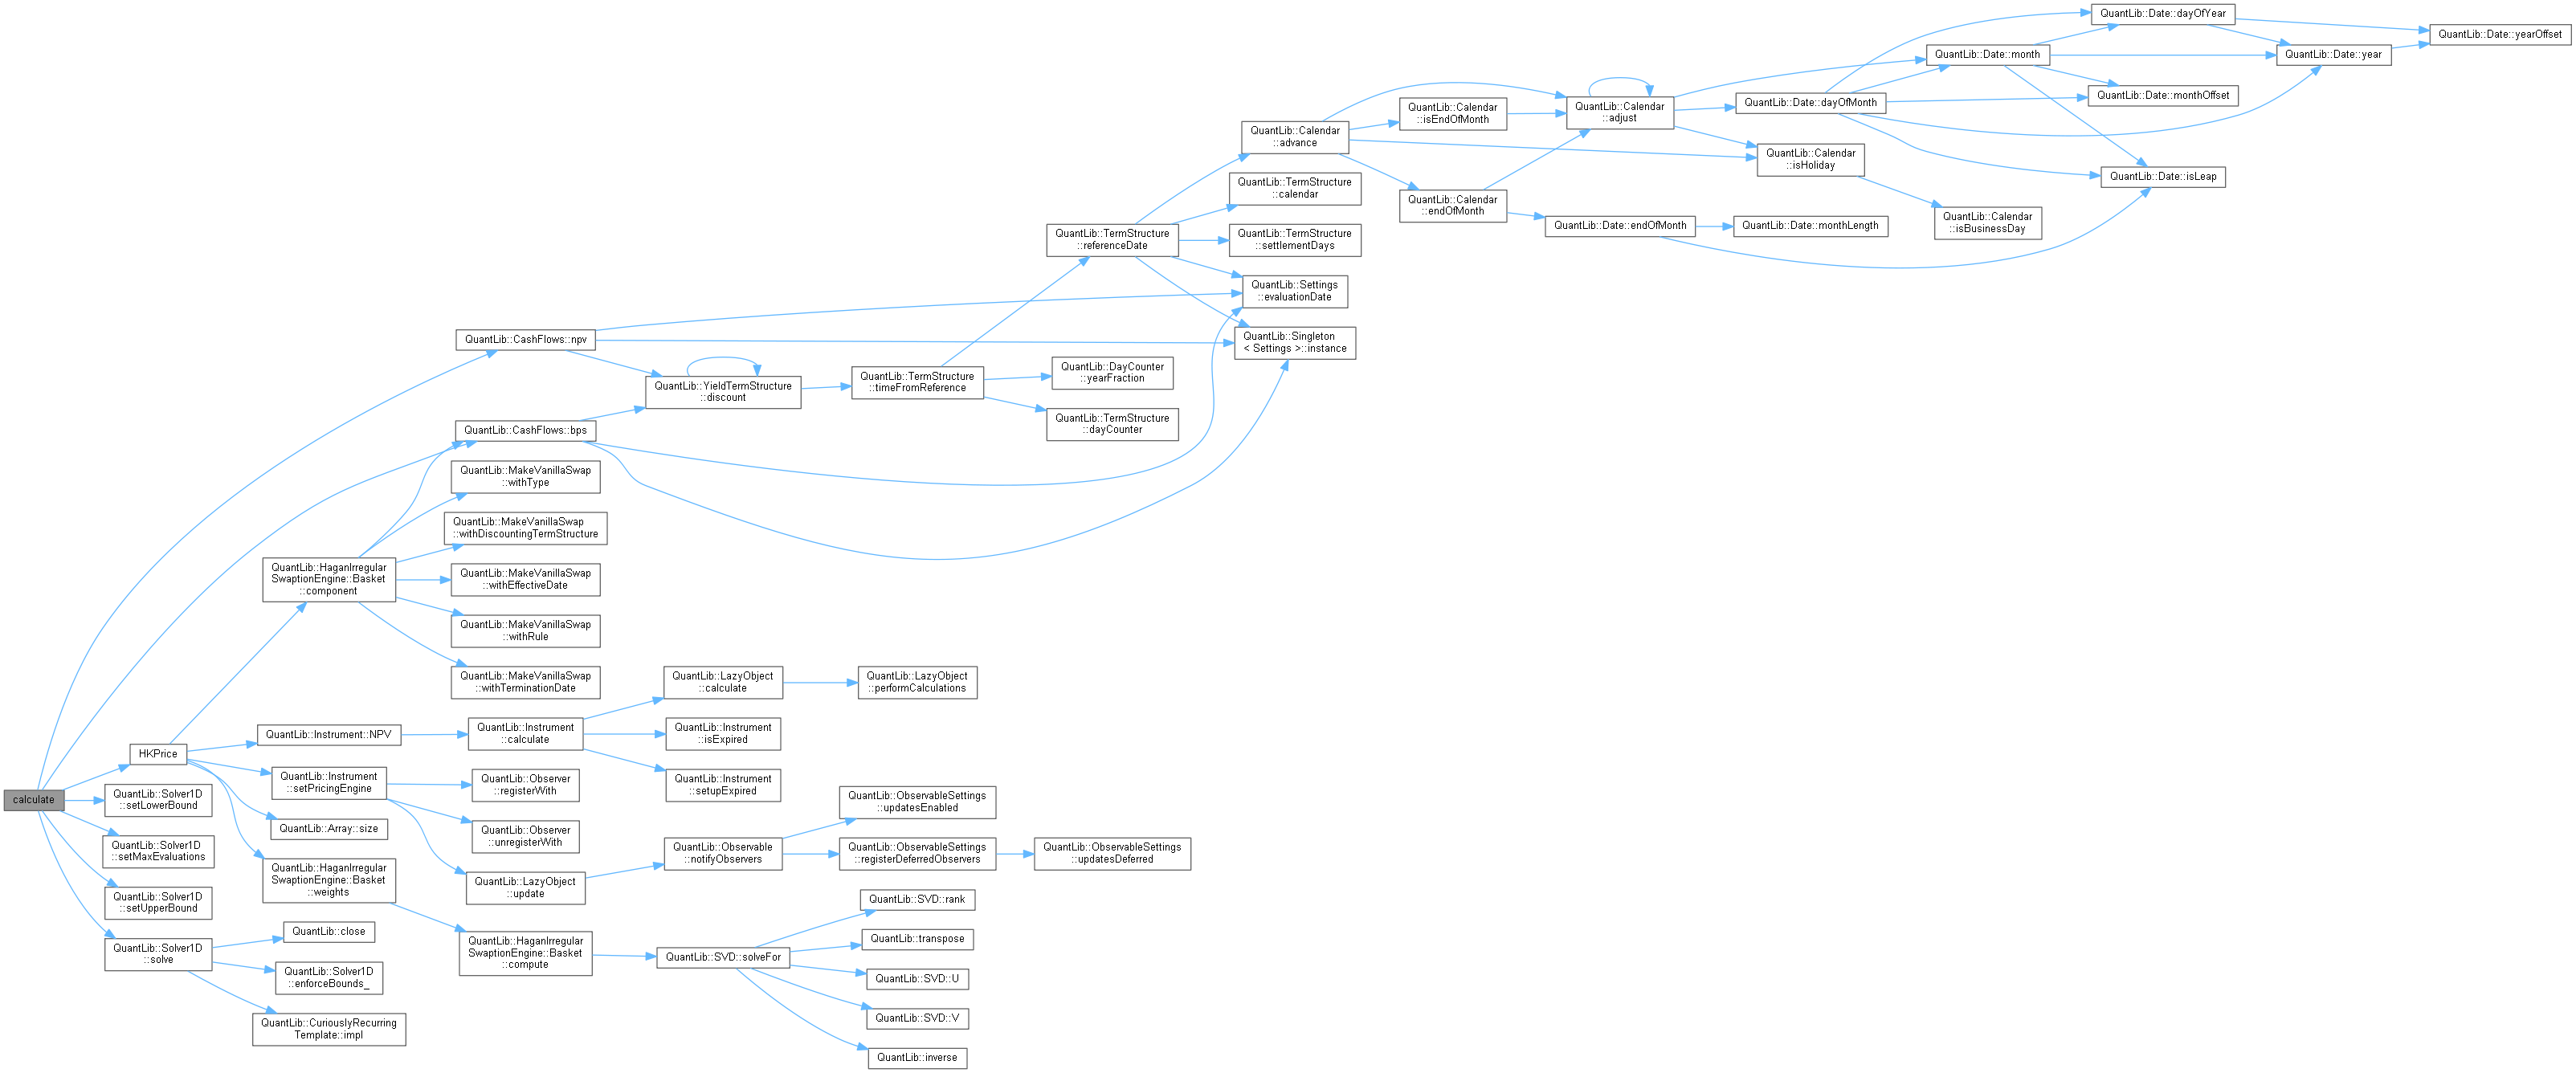 calculate
HKPrice
QuantLib::Solver1D
::setLowerBound
QuantLib::Solver1D
::setMaxEvaluations
QuantLib::Solver1D
::setUpperBound
QuantLib::Solver1D
::solve
QuantLib::CashFlows::npv
QuantLib::CashFlows::bps
QuantLib::HaganIrregular
SwaptionEngine::Basket
::component
QuantLib::Instrument::NPV
QuantLib::Instrument
::setPricingEngine
QuantLib::Array::size
QuantLib::HaganIrregular
SwaptionEngine::Basket
::weights
QuantLib::close
QuantLib::Solver1D
::enforceBounds_
QuantLib::CuriouslyRecurring
Template::impl
QuantLib::MakeVanillaSwap
::withType
QuantLib::MakeVanillaSwap
::withDiscountingTermStructure
QuantLib::MakeVanillaSwap
::withEffectiveDate
QuantLib::MakeVanillaSwap
::withRule
QuantLib::MakeVanillaSwap
::withTerminationDate
QuantLib::Instrument
::calculate
QuantLib::Observer
::registerWith
QuantLib::Observer
::unregisterWith
QuantLib::LazyObject
::update
QuantLib::HaganIrregular
SwaptionEngine::Basket
::compute
QuantLib::YieldTermStructure
::discount
QuantLib::LazyObject
::calculate
QuantLib::Instrument
::isExpired
QuantLib::Instrument
::setupExpired
QuantLib::Observable
::notifyObservers
QuantLib::SVD::solveFor
QuantLib::TermStructure
::timeFromReference
QuantLib::LazyObject
::performCalculations
QuantLib::ObservableSettings
::updatesEnabled
QuantLib::ObservableSettings
::registerDeferredObservers
QuantLib::SVD::rank
QuantLib::transpose
QuantLib::SVD::U
QuantLib::SVD::V
QuantLib::inverse
QuantLib::TermStructure
::referenceDate
QuantLib::DayCounter
::yearFraction
QuantLib::TermStructure
::dayCounter
QuantLib::ObservableSettings
::updatesDeferred
QuantLib::Calendar
::advance
QuantLib::TermStructure
::calendar
QuantLib::TermStructure
::settlementDays
QuantLib::Settings
::evaluationDate
QuantLib::Singleton
< Settings >::instance
QuantLib::Calendar
::isEndOfMonth
QuantLib::Calendar
::endOfMonth
QuantLib::Calendar
::adjust
QuantLib::Date::endOfMonth
QuantLib::Date::dayOfMonth
QuantLib::Calendar
::isHoliday
QuantLib::Date::monthLength
QuantLib::Date::month
QuantLib::Calendar
::isBusinessDay
QuantLib::Date::dayOfYear
QuantLib::Date::monthOffset
QuantLib::Date::isLeap
QuantLib::Date::year
QuantLib::Date::yearOffset